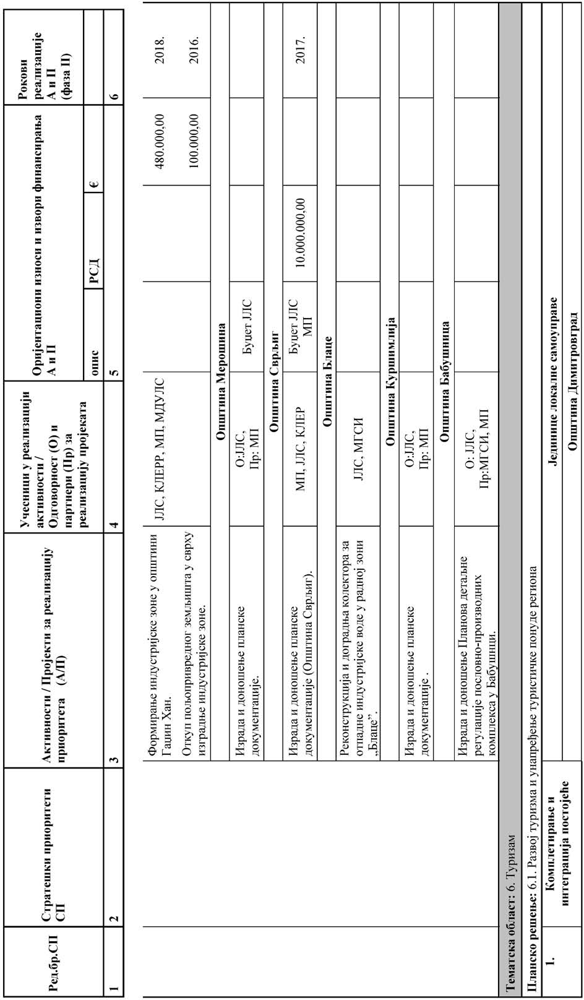 Ред.бр.СП
Стратешки приоритети
СП
Активности / Пројекти за реализацију
приоритета (А/П)
Учесници у реализацији
активности /
Одговорност (О) и
партнери (Пр) за
реализацију пројеката
Оријентациони износи и извори финансирања
А и П
опис
РСД
€
Рокови
реализације
А и П
(фаза II)
1
2
3
4
5
6
Формирање индустријске зоне у општини
Гаџин Хан.
ЈЛС, КЛЕРР, МП, МДУЛС
480.000,00
2018.
Откуп пољопривредног земљишта у сврху
изградње индустријске зоне.
100.000,00
2016.
Општина Мерошина
Израда и доношење планске
документације.
О:ЈЛС,
Пр: МП
Буџет ЈЛС
Општина Сврљиг
Израда и доношење планске
документације (Општина Сврљиг).
МП, ЈЛС, КЛЕР
Буџет ЈЛС
МП
10.000.000,00
2017.
Општина Блаце
Реконструкција и доградња колектора за
отпадне индустријске воде у радној зони
„Блаце”.
ЈЛС, МГСИ
Општина Куршимлија
Израда и доношење планске
документације .
О:ЈЛС,
Пр: МП
Општина Бабушница
Израда и доношење Планова детаљне
регулације пословно-производних
комплекса у Бабушнци.
О: ЈЛС,
Пр:МГСИ, МП
Тематска област: 6. Туризам
Планско решење: 6.1. Развој туризма и унапређење туристичке понуде региона
1.
Комплетирање и
интеграција постојеће
Јединице локалне самоуправе
Општина Димитровград